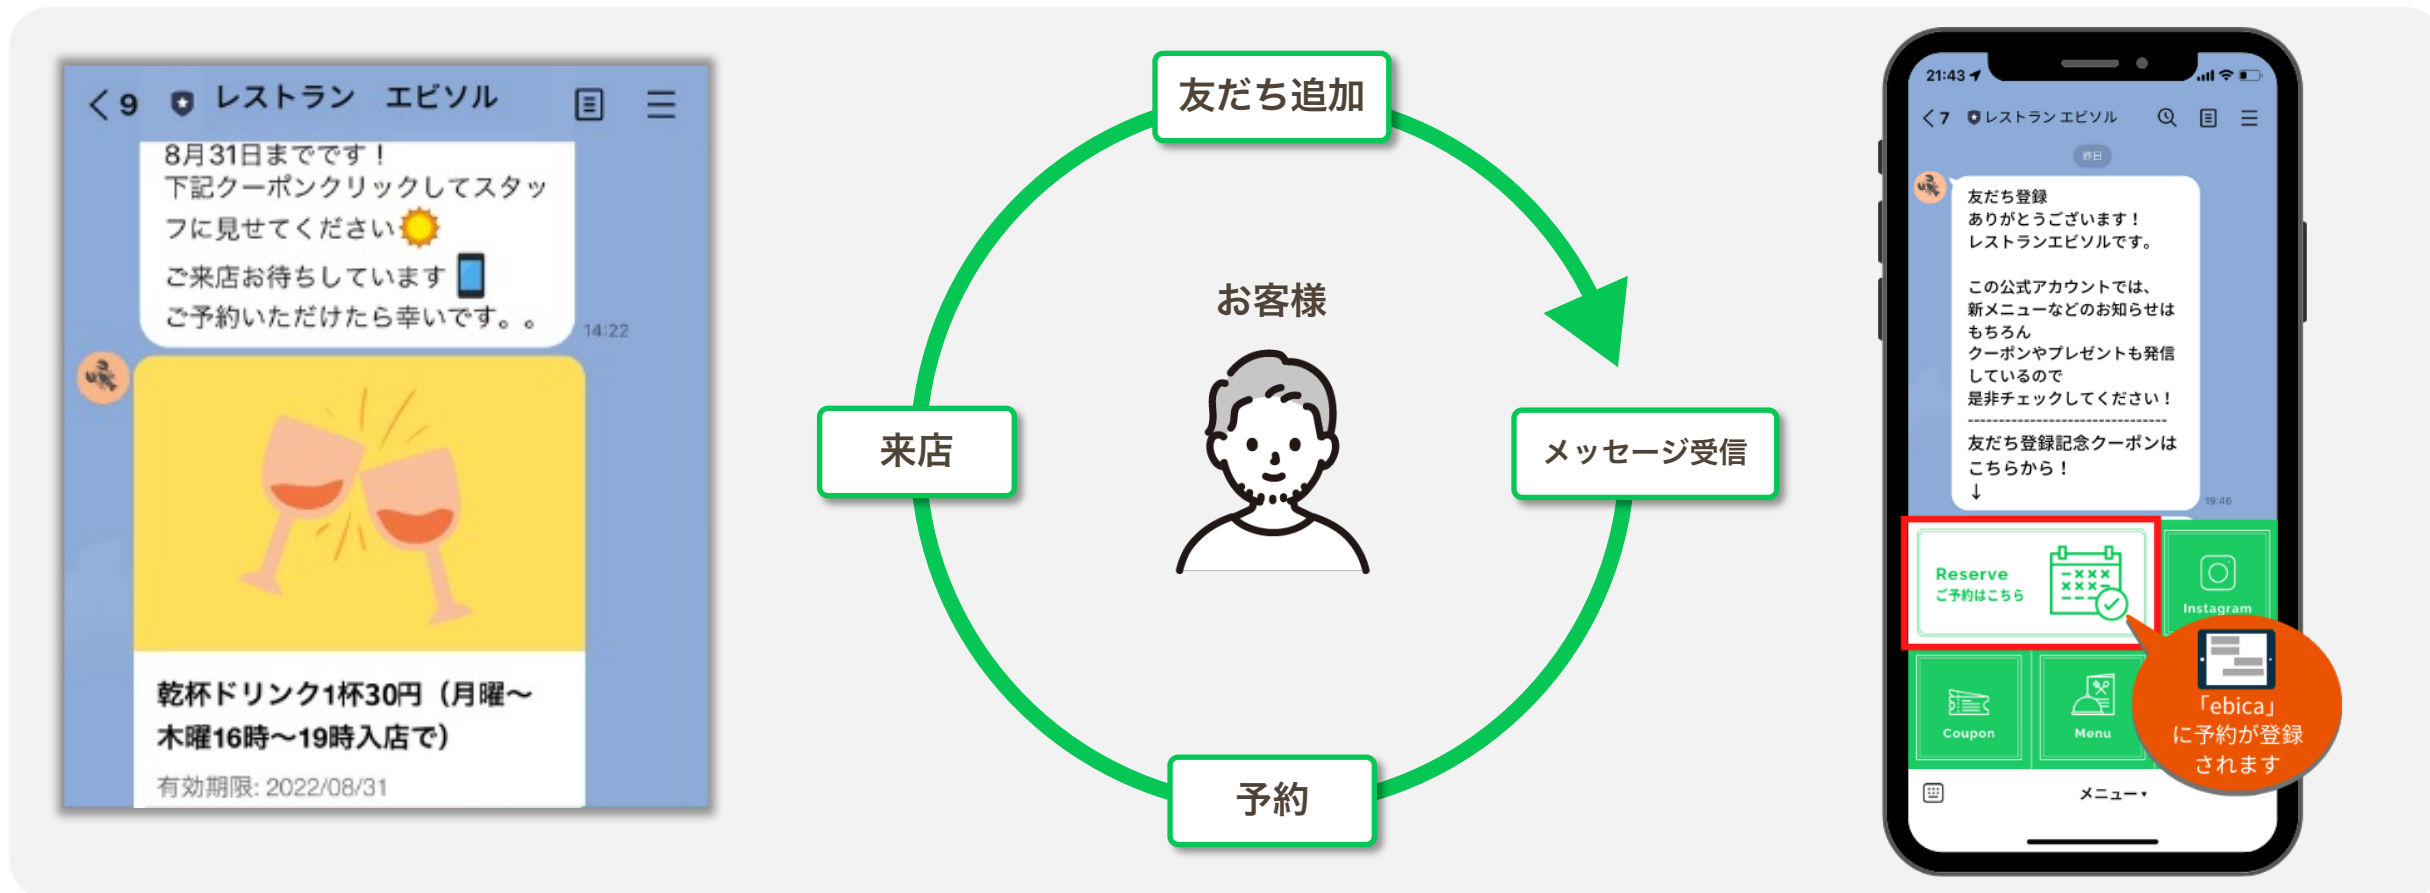 9 レストラン エビソル
8月31日までです！
下記クーポンクリックしてスタッ
フに見せてください
ご来店お待ちしています
ご予約いただけたら幸いです。。
14:22
乾杯ドリンク1杯30円（月曜～
木曜16時～19時入店で）
有効期限: 2022/08/31
友だち追加
お客様
来店
メッセージ受信
予約
21:43
7 レストラン エビソル
昨日
友だち登録
ありがとうございます！
レストランエビソルです。
この公式アカウントでは、
新メニューなどのお知らせは
もちろん
クーポンやプレゼントも発信
しているので
是非チェックしてください！
--------------------------------
友だち登録記念クーポンは
こちらから！
↓
19:46
Reserve
ご予約はこちら
Instagram
Coupon
Menu
「ebica」
に予約が登録
されます
メニュー▾